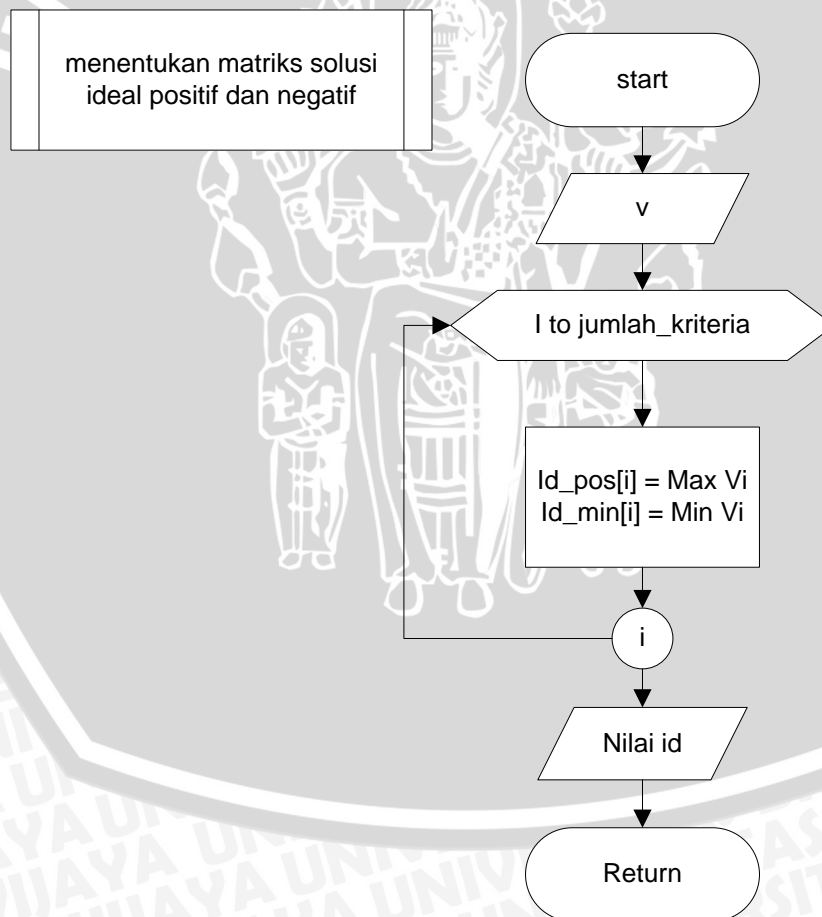 menentukan matriks solusi
ideal positif dan negatif
start
v
I to jumlah_kriteria
Id_pos[i] = Max Vi
Id_min[i] = Min Vi
i
Nilai id
Return